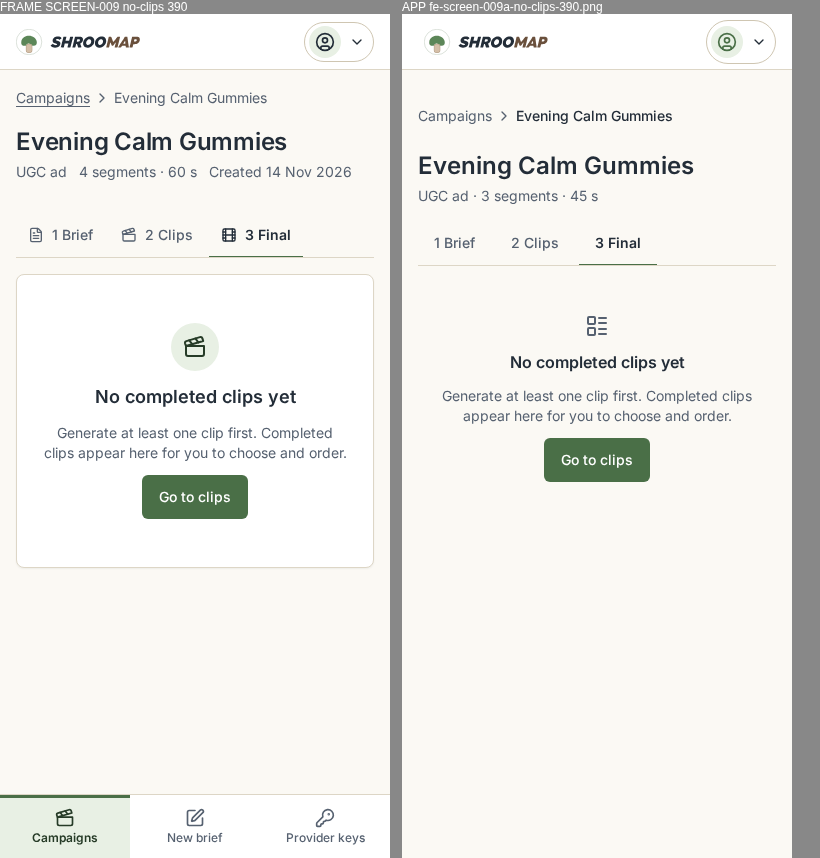 FRAME SCREEN-009 no-clips 390
SHROOMAP
Campaigns > Evening Calm Gummies
Evening Calm Gummies
UGC ad 4 segments · 60 s Created 14 Nov 2026
1 Brief 2 Clips 3 Final
No completed clips yet
Generate at least one clip first. Completed
clips appear here for you to choose and order.
Go to clips
Campaigns New brief Provider keys
APP fe-screen-009a-no-clips-390.png
SHROOMAP
Campaigns > Evening Calm Gummies
Evening Calm Gummies
UGC ad · 3 segments · 45 s
1 Brief 2 Clips 3 Final
No completed clips yet
Generate at least one clip first. Completed clips
appear here for you to choose and order.
Go to clips